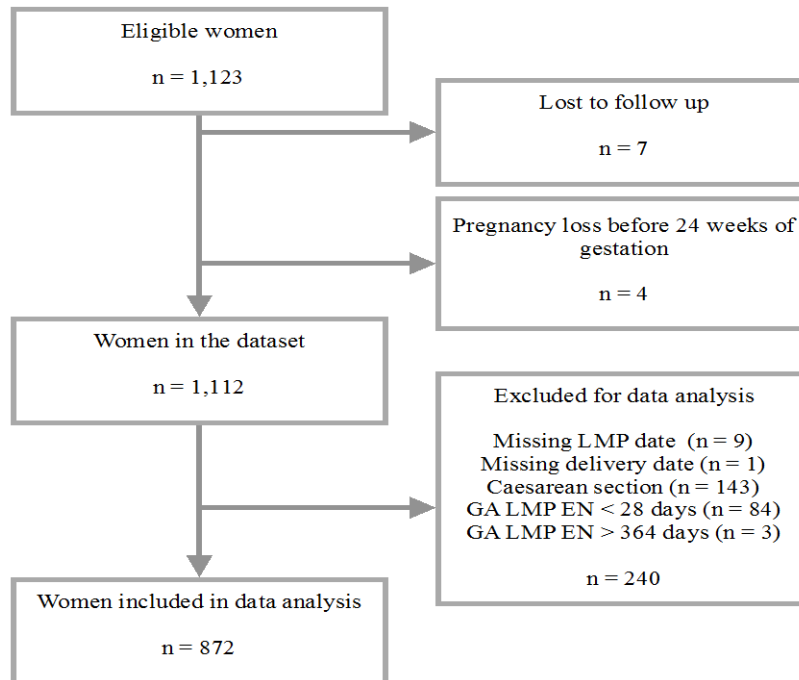 Eligible women
n = 1,123
Lost to follow up
n = 7
Pregnancy loss before 24 weeks of
gestation
n = 4
Women in the dataset
n = 1,112
Excluded for data analysis
Missing LMP date (n = 9)
Missing delivery date (n = 1)
Caesarean section (n = 143)
GA LMP EN < 28 days (n = 84)
GA LMP EN > 364 days (n = 3)
n = 240
Women included in data analysis
n = 872